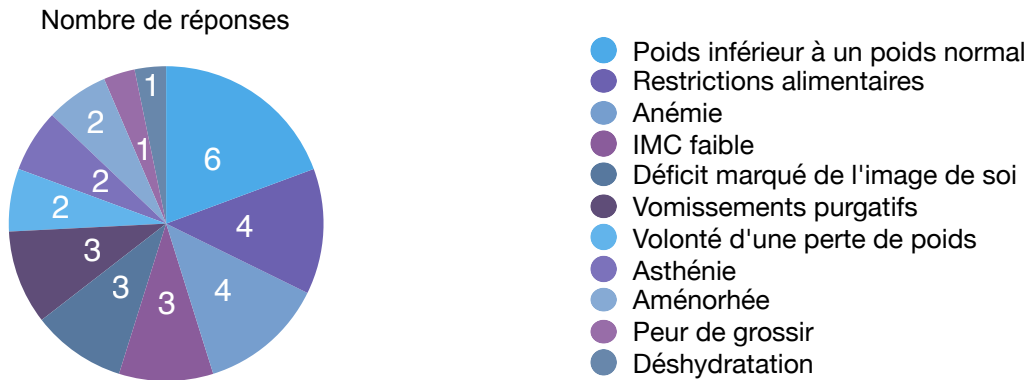 Nombre de réponses
1
2
1
6
2
2
4
3
3
3
4
Poids inférieur à un poids normal
Restrictions alimentaires
Anémie
IMC faible
Déficit marqué de l'image de soi
Vomissements purgatifs
Volonté d'une perte de poids
Asthénie
Aménorhée
Peur de grossir
Déshydratation